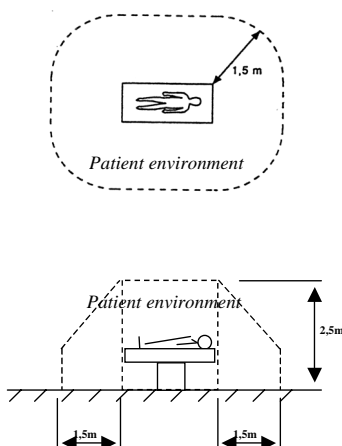 1,5 m
Patient environment
Patient environment
2,5m
1,5m 1,5m